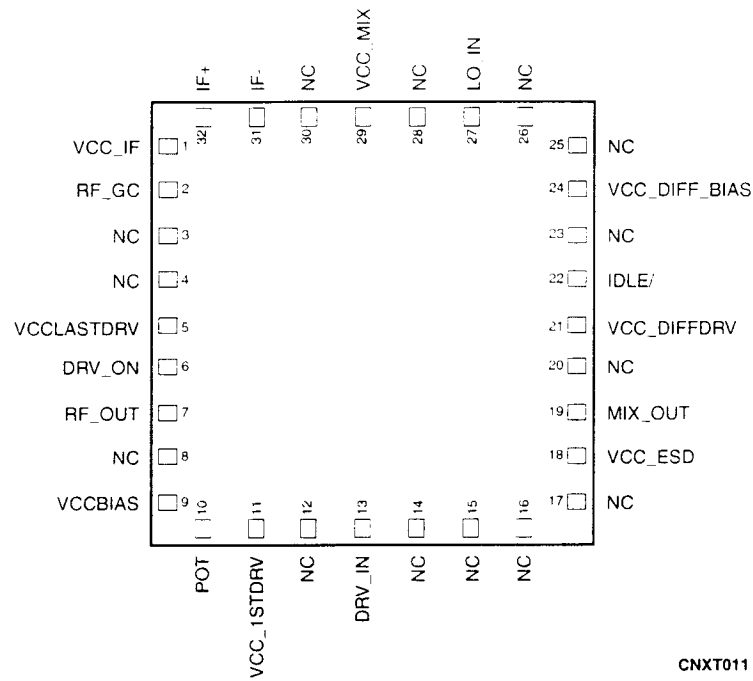 IF+
IF-
NC
VCC_MIX
NC
LO_IN
NC
32
31
30
29
28
27
26
VCC_IF 1
RF_GC 2
NC 3
NC 4
VCCLASTDRV 5
DRV_ON 6
RF_OUT 7
NC 8
VCCBIAS 9
25 NC
24 VCC_DIFF_BIAS
23 NC
22 IDLE/
21 VCC_DIFFDRV
20 NC
19 MIX_OUT
18 VCC_ESD
17 NC
10
11
12
13
14
15
16
POT
VCC_1STDRV
NC
DRV_IN
NC
NC
NC
CNXT011